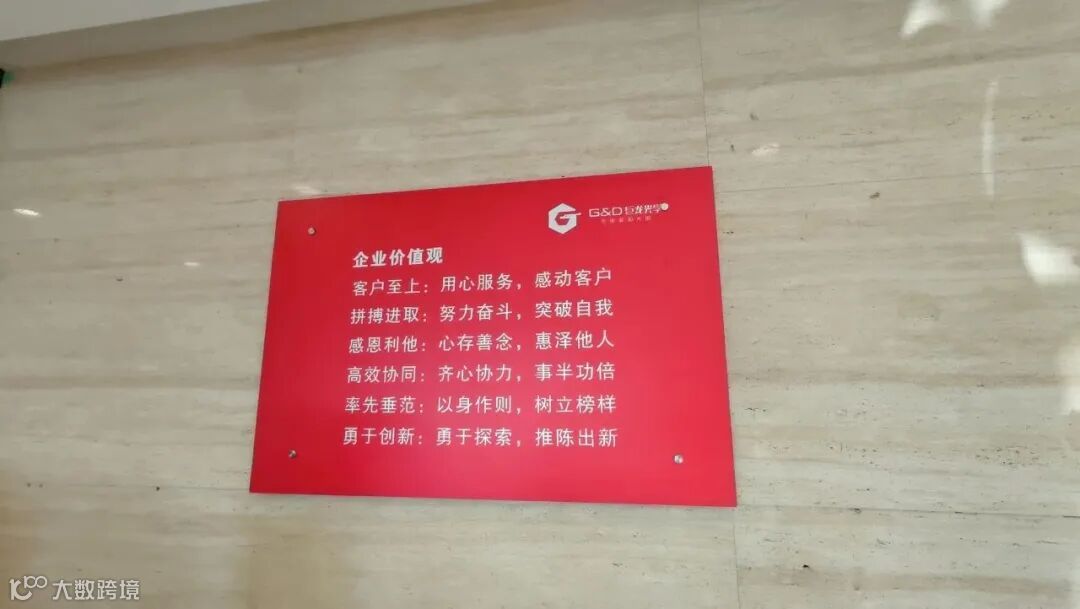 G&D 巨龙光学
企业价值观
客户至上：用心服务，感动客户
拼搏进取：努力奋斗，突破自我
感恩利他：心存善念，惠泽他人
高效协同：齐心协力，事半功倍
率先垂范：以身作则，树立榜样
勇于创新：勇于探索，推陈出新
大数跨境